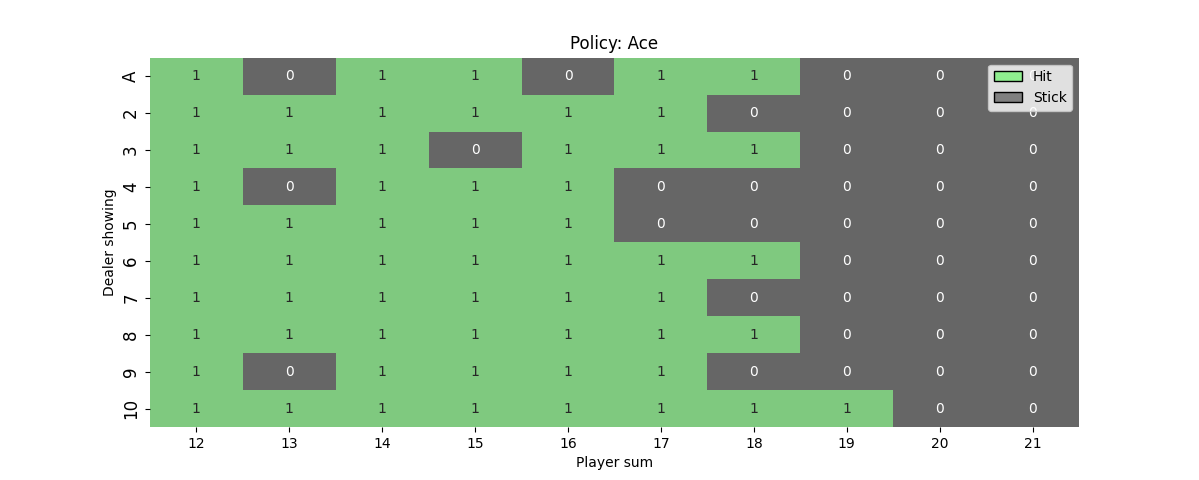 Policy: Ace
A 1 0 1 1 0 1 1 0 0 0
Hit
Stick
2 1 1 1 1 1 1 0 0 0 0
3 1 1 1 0 1 1 1 0 0 0
4 1 0 1 1 1 0 0 0 0 0
5 1 1 1 1 1 0 0 0 0 0
6 1 1 1 1 1 1 1 0 0 0
7 1 1 1 1 1 1 0 0 0 0
8 1 1 1 1 1 1 1 0 0 0
9 1 0 1 1 1 1 0 0 0 0
10 1 1 1 1 1 1 1 1 0 0
12 13 14 15 16 17 18 19 20 21
Player sum
Dealer showing